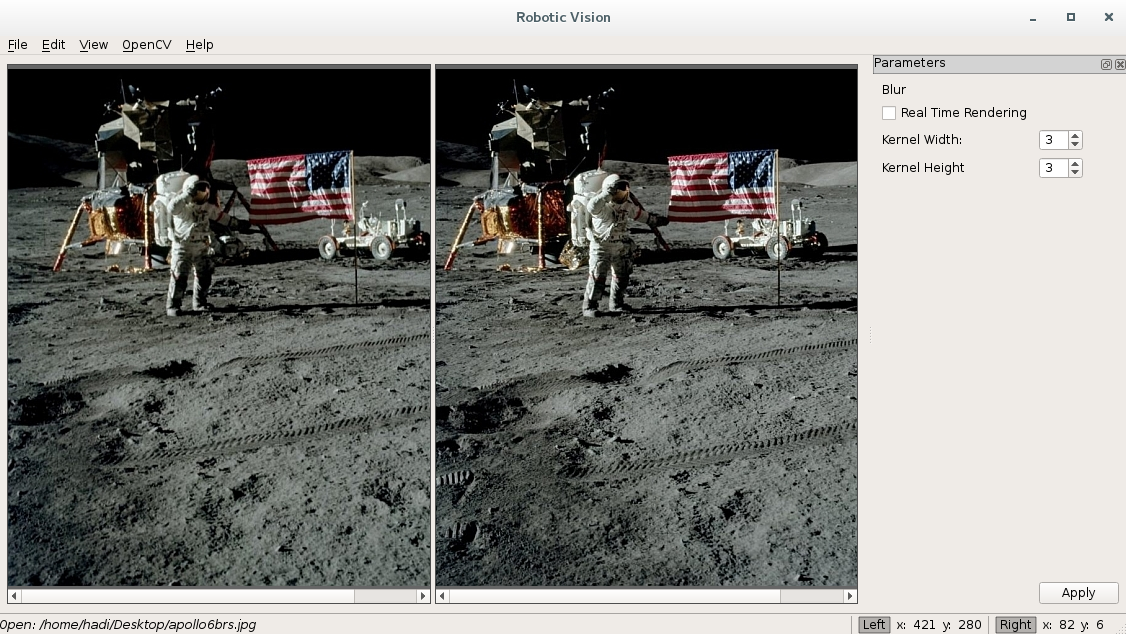 Robotic Vision
File Edit View OpenCV Help
Parameters
Blur
Real Time Rendering
Kernel Width: 3
Kernel Height 3
Apply
Open: /home/hadi/Desktop/apollo6brs.jpg
Left x: 421 y: 280 Right x: 82 y: 6